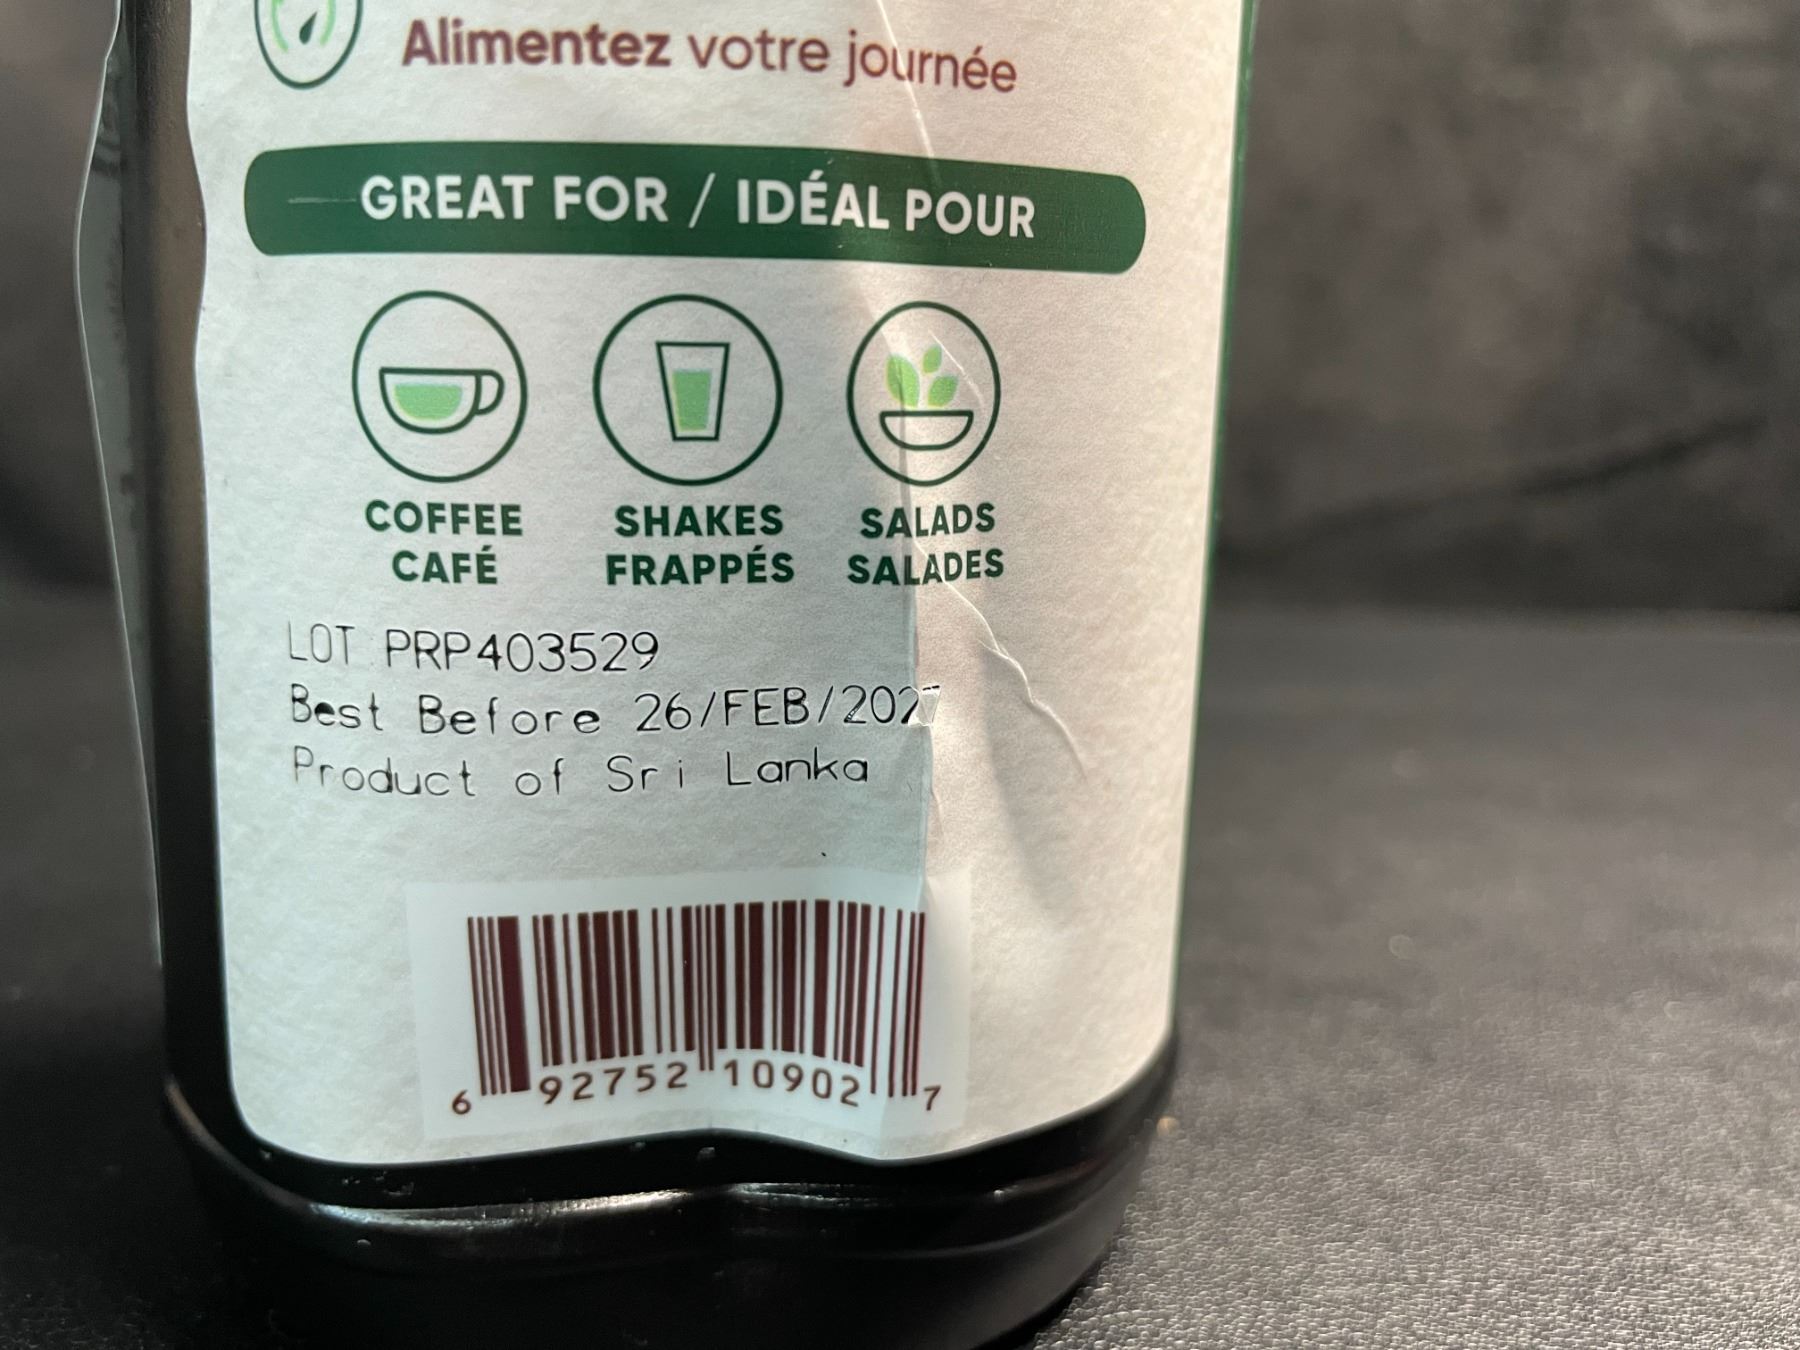 Alimentez votre journée
GREAT FOR / IDÉAL POUR
COFFEE
CAFÉ
SHAKES
FRAPPÉS
SALADS
SALADES
LOT PRP403529
Best Before 26/FEB/2027
Product of Sri Lanka
6 92752 10902 7